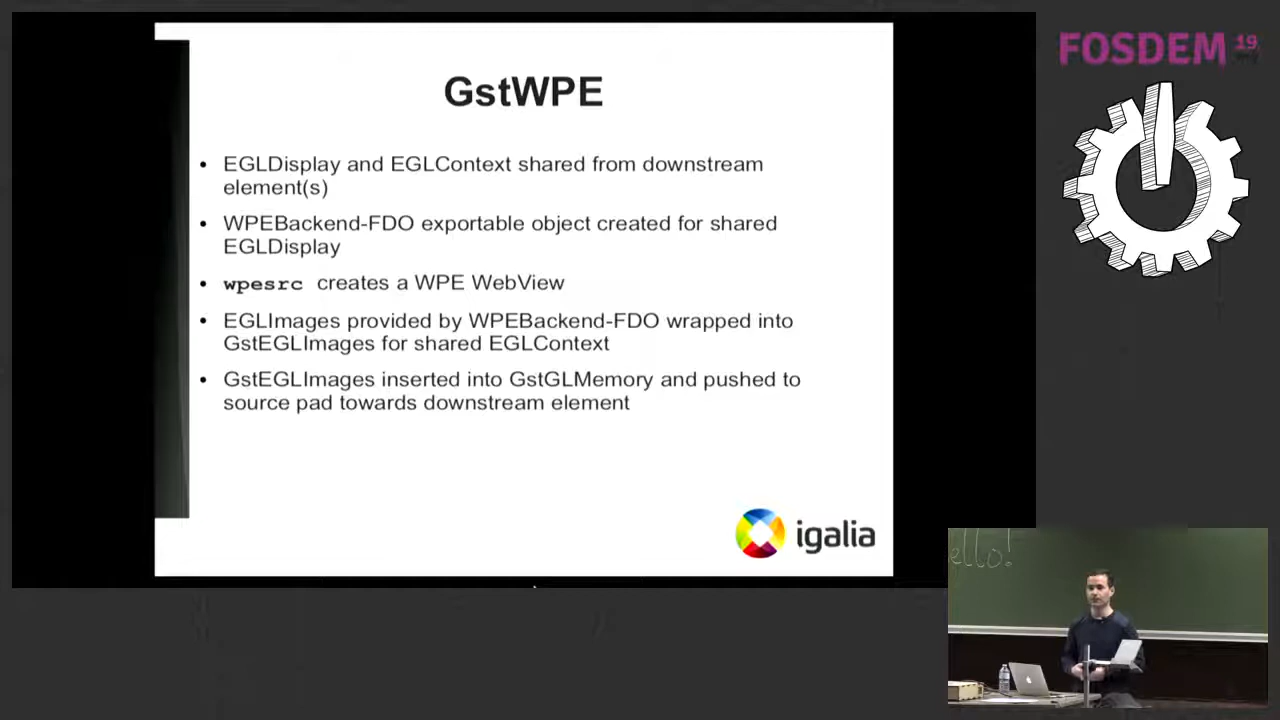 GstWPE
• EGLDisplay and EGLContext shared from downstream
element(s)
• WPEBackend-FDO exportable object created for shared
EGLDisplay
• wpesrc creates a WPE WebView
• EGLImages provided by WPEBackend-FDO wrapped into
GstEGLImages for shared EGLContext
• GstEGLImages inserted into GstGLMemory and pushed to
source pad towards downstream element
igalia
FOSDEM 19
ello!